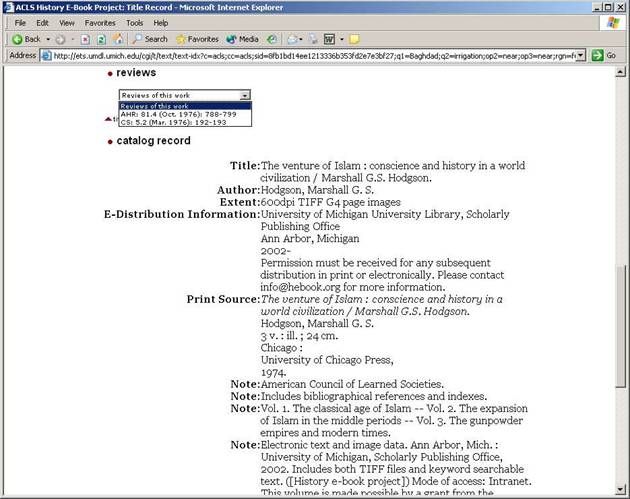 ACLS History E-Book Project: Title Record - Microsoft Internet Explorer
File Edit View Favorites Tools Help
Back Search Favorites Media
Address http://ets.umdl.umich.edu/cgi/t/text/text-idx?c=acls;cc=acls;sid=8fb1bd14ee1213336b353fd2e7e3bf27;q1=Baghdad;q2=irrigation;op2=near;op3=near;rgn= Go
reviews
Reviews of this work
Reviews of this work
AHR: 81.4 (Oct. 1976): 788-799
CS: 5.2 (Mar. 1976): 192-193
catalog record
Title: The venture of Islam : conscience and history in a world
civilization / Marshall G.S. Hodgson.
Author: Hodgson, Marshall G. S.
Extent: 600dpi TIFF G4 page images
E-Distribution Information: University of Michigan University Library, Scholarly
Publishing Office
Ann Arbor, Michigan
2002-
Permission must be received for any subsequent
distribution in print or electronically. Please contact
info@hebook.org for more information.
Print Source: The venture of Islam : conscience and history in a
world civilization / Marshall G. S. Hodgson.
Hodgson, Marshall G. S.
3 v. : ill. ; 24 cm.
Chicago :
University of Chicago Press,
1974.
Note: American Council of Learned Societies.
Note: Includes bibliographical references and indexes.
Note: Vol. 1. The classical age of Islam -- Vol. 2. The expansion
of Islam in the middle periods -- Vol. 3. The gunpowder
empires and modern times.
Note: Electronic text and image data. Ann Arbor, Mich. :
University of Michigan, Scholarly Publishing Office,
2002. Includes both TIFF files and keyword searchable
text. ([History e-book project]) Mode of access: Intranet.
This volume is made possible by a grant from the